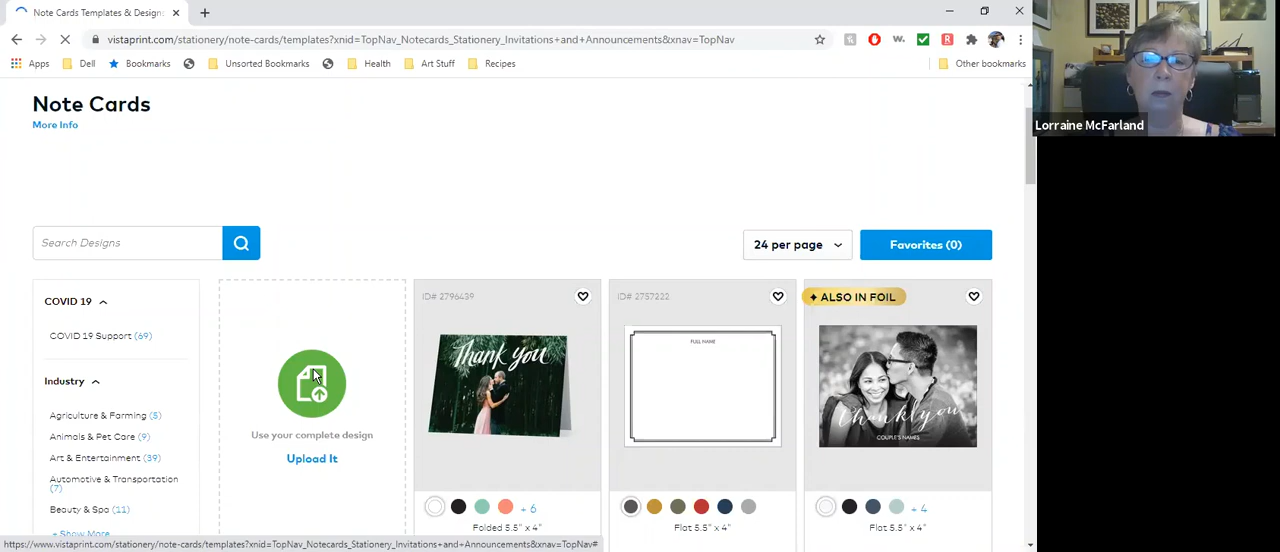 Note Cards Templates & Design
vistaprint.com/stationery/note-cards/templates?xnid=TopNav_Notecards_Stationery_Invitations+and+Announcements&xnav=TopNav
Apps Dell Bookmarks Unsorted Bookmarks Health Art Stuff Recipes Other bookmarks
Lorraine McFarland
Note Cards
More Info
Search Designs
24 per page
Favorites (0)
COVID 19
COVID 19 Support (69)
Industry
Agriculture & Farming (5)
Animals & Pet Care (9)
Art & Entertainment (39)
Automotive & Transportation
(7)
Beauty & Spa (11)
+ Show More
Use your complete design
Upload It
ID# 2796439
Thank you
+ 6
Folded 5.5" x 4"
ID# 2757222
FULL NAME
Flat 5.5" x 4"
ALSO IN FOIL
Thank you
COUPLE'S NAMES
+ 4
Flat 5.5" x 4"
https://www.vistaprint.com/stationery/note-cards/templates?xnid=TopNav_Notecards_Stationery_Invitations+and+Announcements&xnav=TopNav#